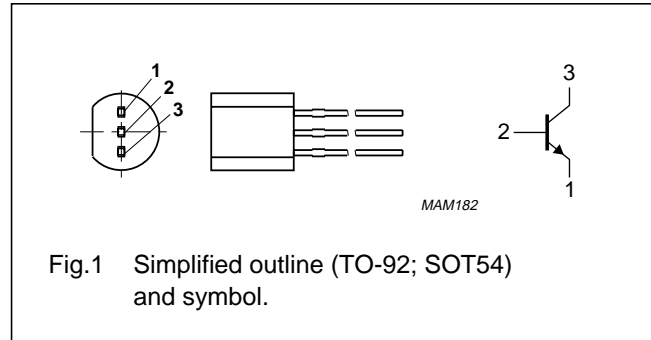 1
2
3
3
2
1
MAM182
Fig.1 Simplified outline (TO-92; SOT54)
and symbol.